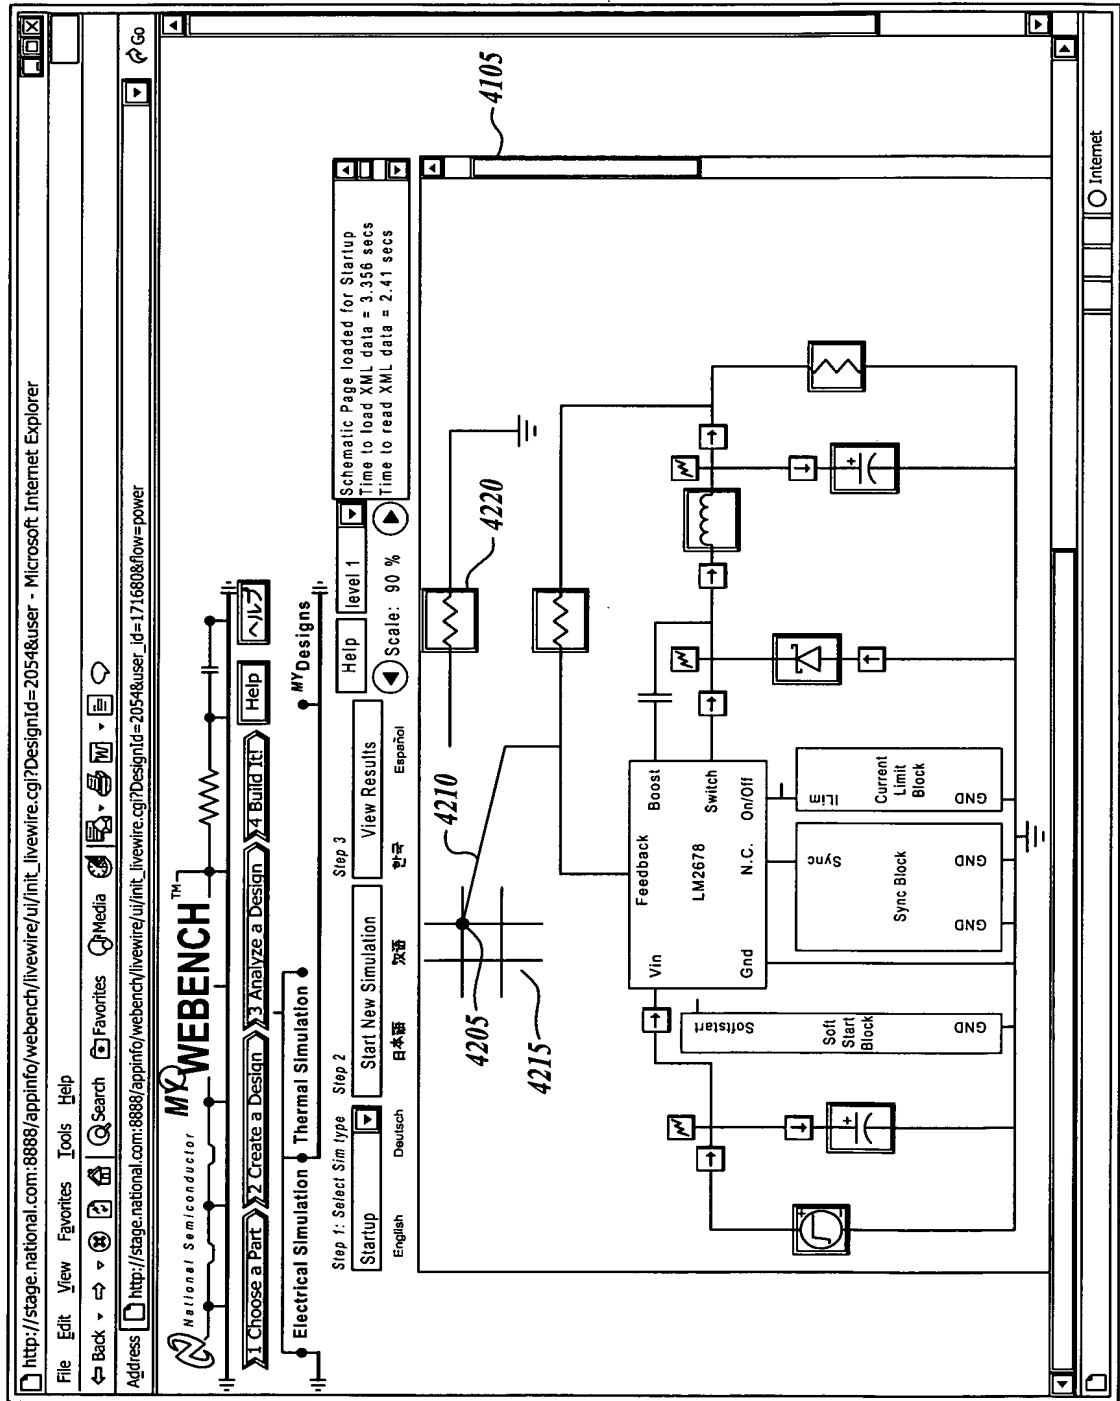 http://stage.national.com:8888/appinfo/webench/livewire/ui/init_livewire.cgi?DesignId=2054&user - Microsoft Internet Explorer
File Edit View Favorites Tools Help
Back Search Favorites Media
Address http://stage.national.com:8888/appinfo/webench/livewire/ui/init_livewire.cgi?DesignId=2054&user_id=171680&flow=power Go
National Semiconductor
MY WEBENCH™
1 Choose a Part 2 Create a Design 3 Analyze a Design 4 Build It! Help ヘルプ
Electrical Simulation Thermal Simulation MY Designs
Step 1: Select Sim type Step 2 Step 3
Startup Start New Simulation View Results Help level 1
English Deutsch 日本語 汉语 한국 Español
Scale: 90 %
Schematic Page loaded for Startup
Time to load XML data = 3.356 secs
Time to read XML data = 2.41 secs
4105
4205
4210
4215
4220
Vin Feedback Boost
LM2678
Gnd N.C. On/Off Switch
Softstart
Soft
Start
Block
GND
Sync
Sync Block
GND GND
ILim
Current
Limit
Block
GND
Internet